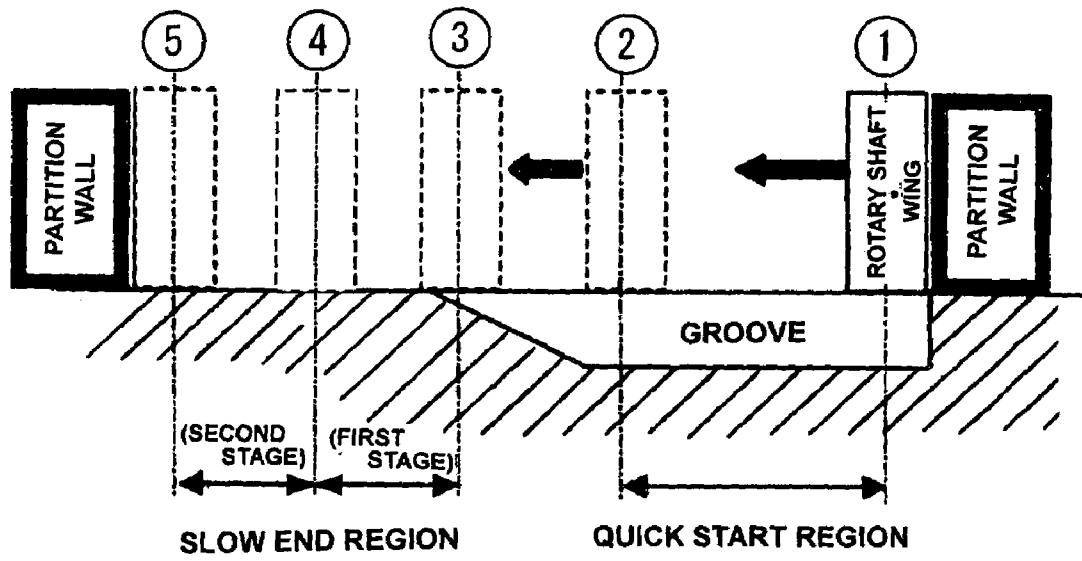 5
4
3
2
1
PARTITION
WALL
ROTARY SHAFT
WING
PARTITION
WALL
GROOVE
(SECOND
STAGE)
(FIRST
STAGE)
SLOW END REGION
QUICK START REGION